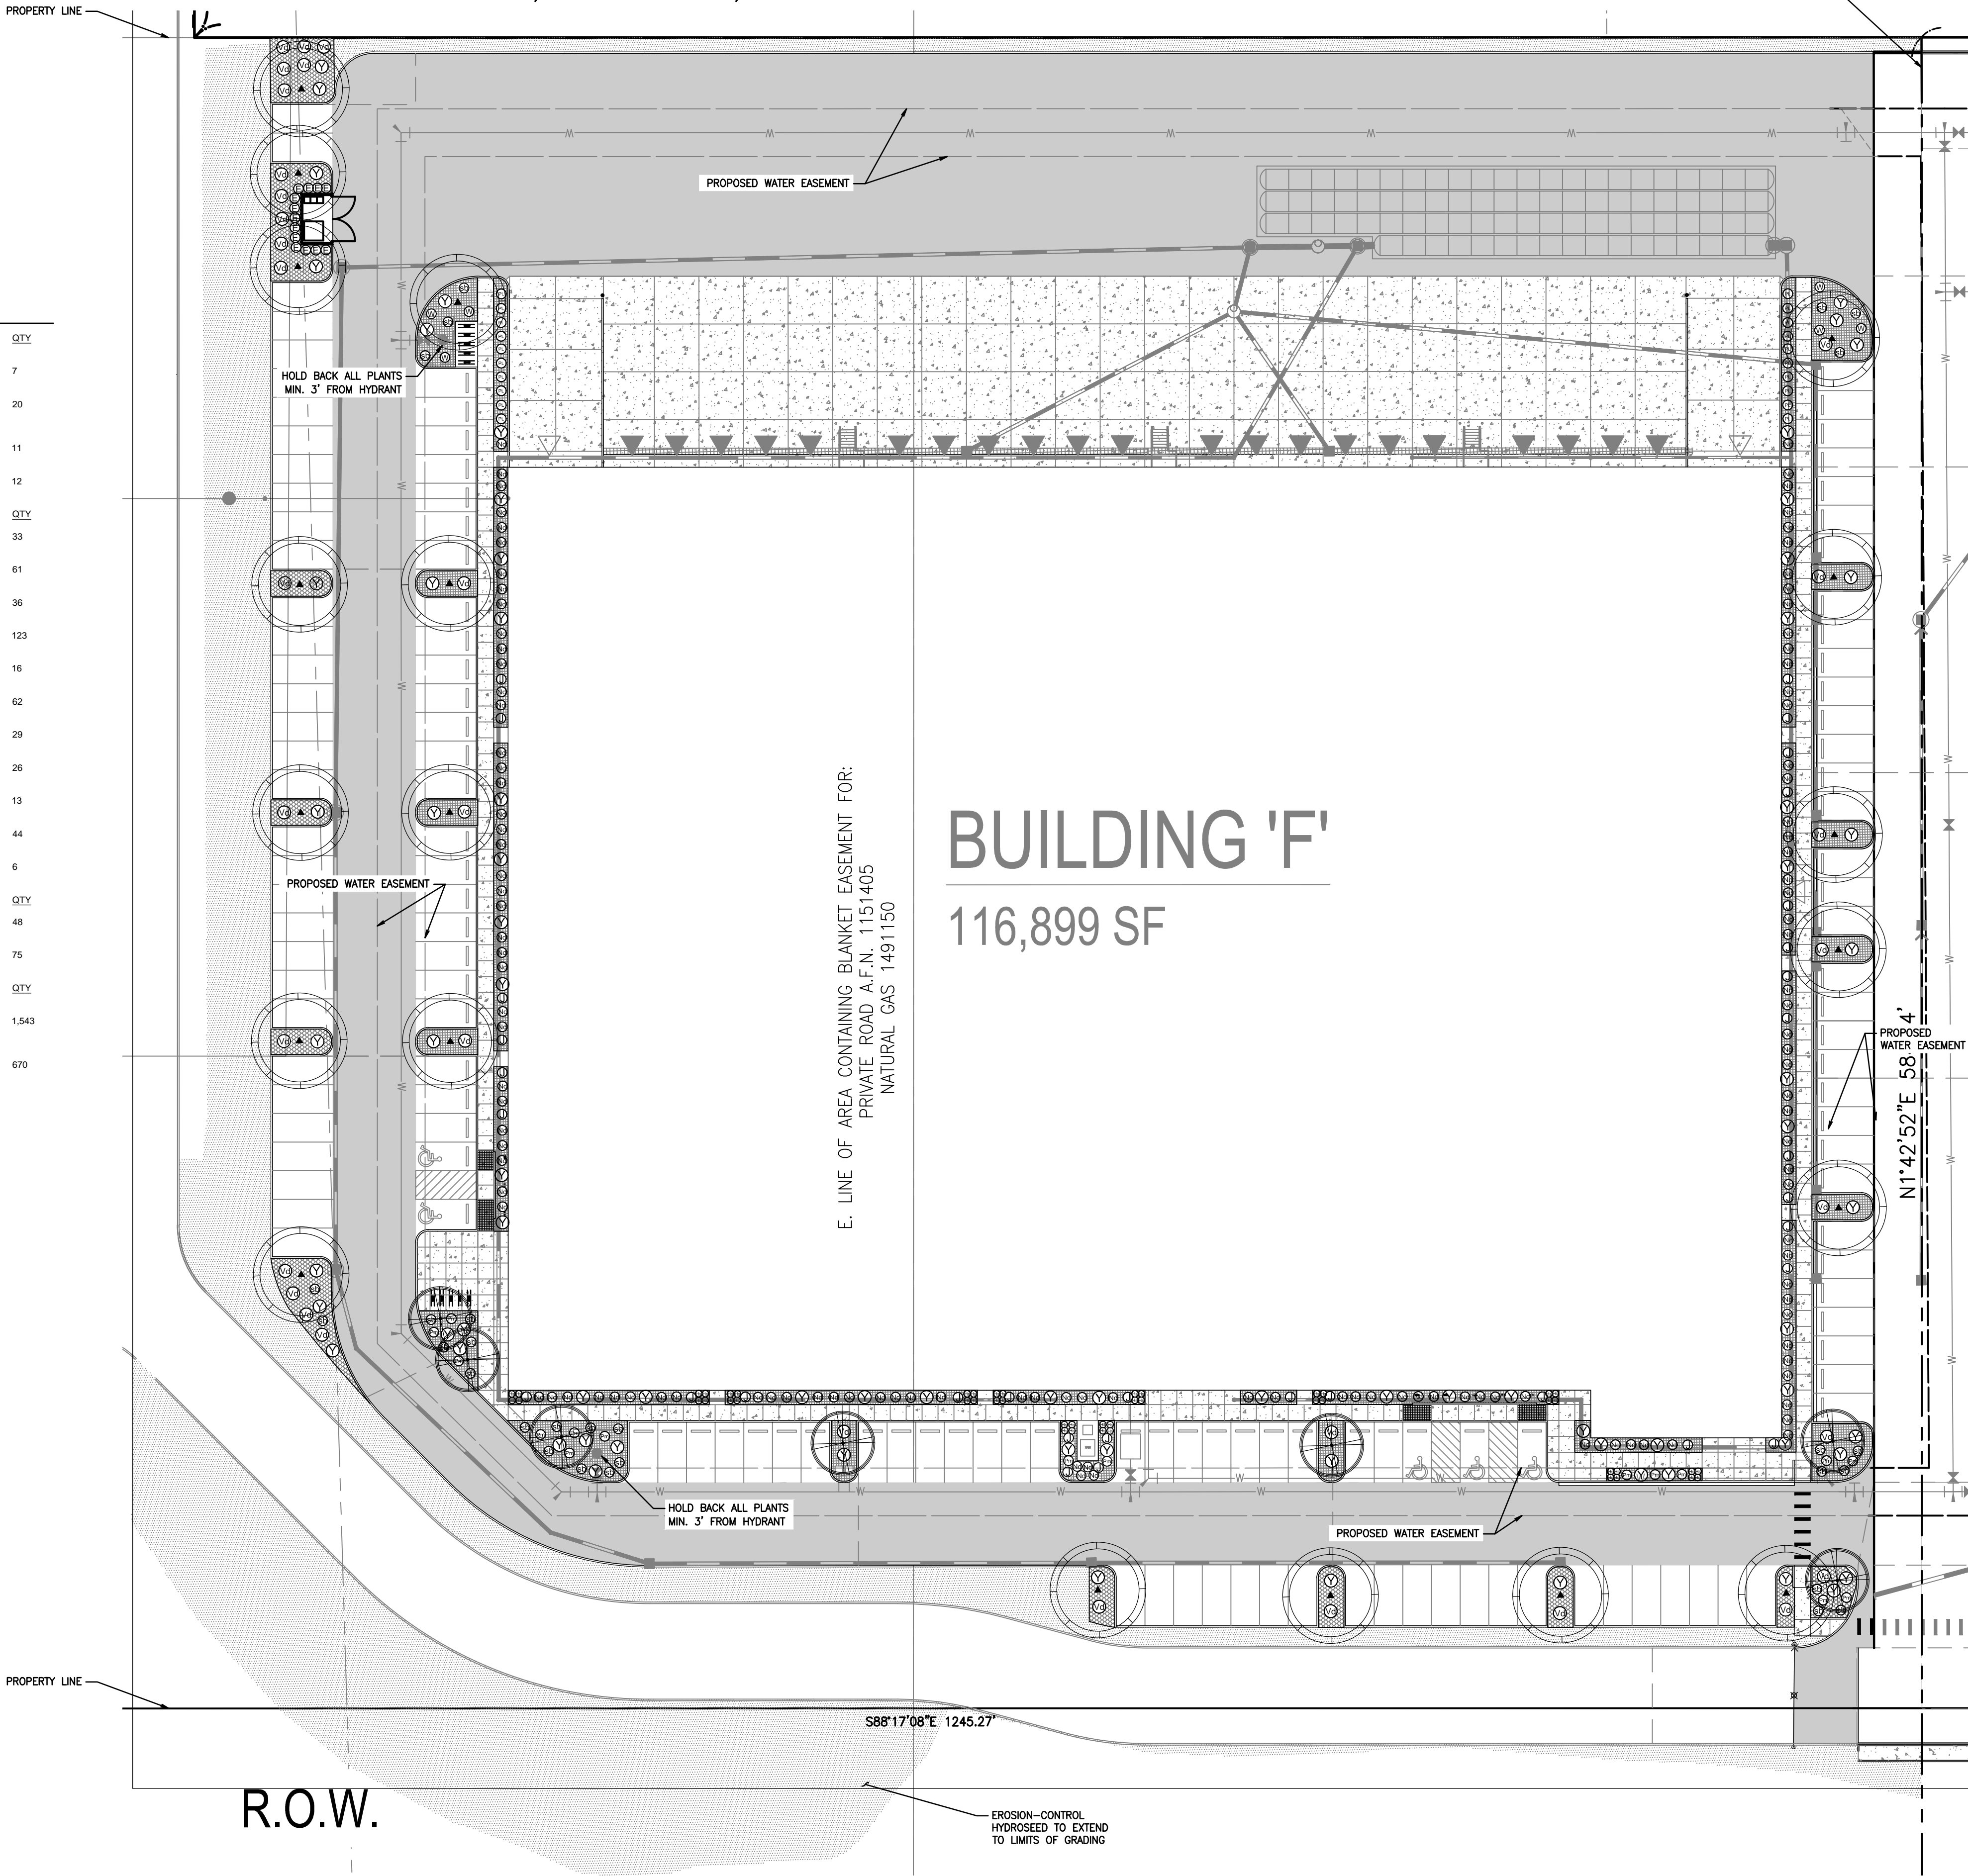 PROPERTY LINE
PROPOSED WATER EASEMENT
QTY
7
20
11
12
QTY
33
61
36
123
16
62
29
26
13
44
6
QTY
48
75
QTY
1,543
670
HOLD BACK ALL PLANTS
MIN. 3' FROM HYDRANT
BUILDING 'F'
116,899 SF
E. LINE OF AREA CONTAINING BLANKET EASEMENT FOR:
PRIVATE ROAD A.F.N. 1151405
NATURAL GAS 1491150
PROPOSED WATER EASEMENT
PROPOSED
WATER EASEMENT
HOLD BACK ALL PLANTS
MIN. 3' FROM HYDRANT
PROPOSED WATER EASEMENT
PROPERTY LINE
S88°17'08"E 1245.27'
R.O.W.
EROSION-CONTROL
HYDROSEED TO EXTEND
TO LIMITS OF GRADING